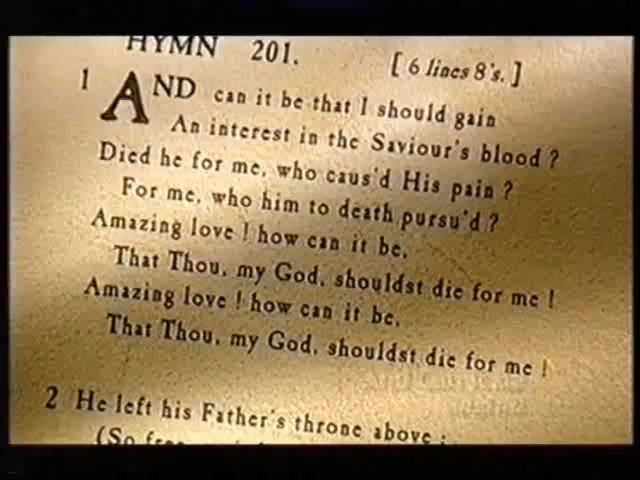 HYMN 201. [6 lines 8's.]
1 AND can it be that I should gain
An interest in the Saviour's blood?
Died he for me, who caus'd His pain?
For me, who him to death pursu'd?
Amazing love! how can it be,
That Thou, my God, shouldst die for me!
Amazing love! how can it be,
That Thou, my God, shouldst die for me!
2 He left his Father's throne above;
(So